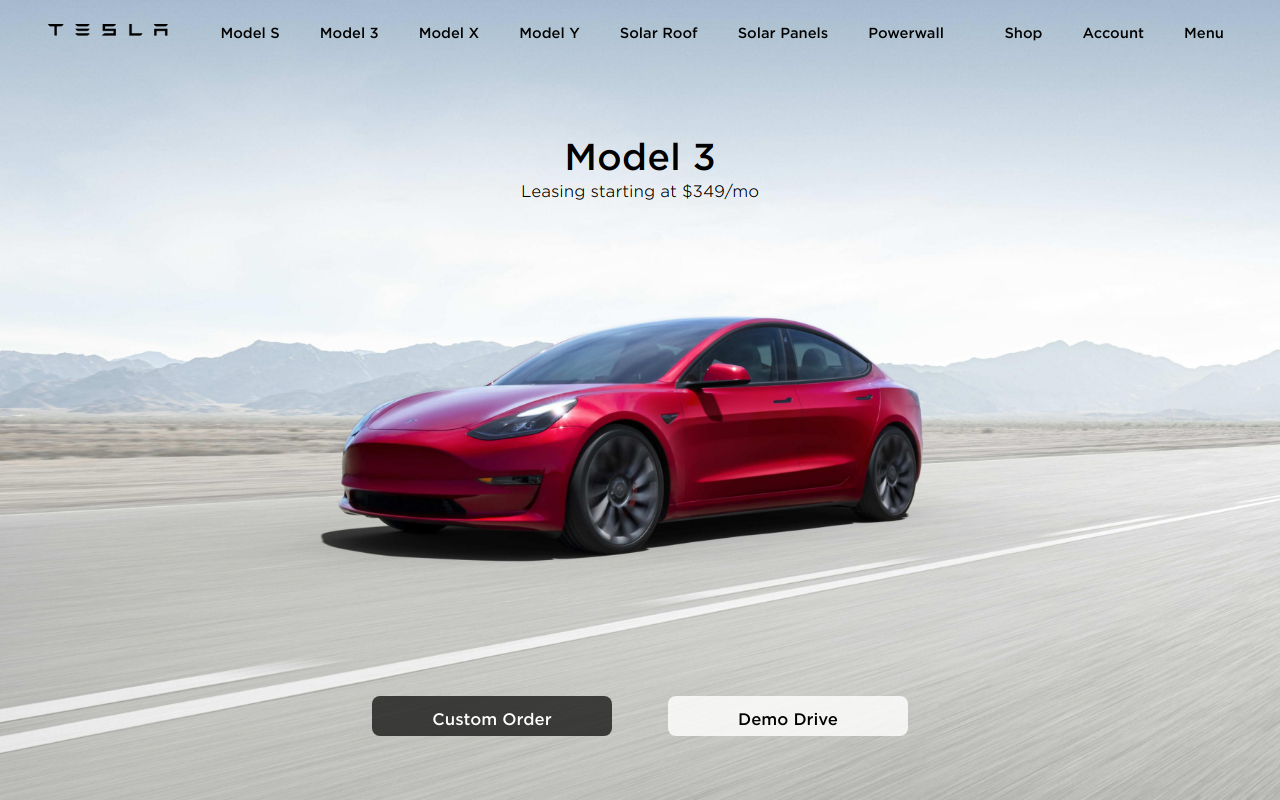 TESLA
Model S
Model 3
Model X
Model Y
Solar Roof
Solar Panels
Powerwall
Shop
Account
Menu
Model 3
Leasing starting at $349/mo
Custom Order
Demo Drive